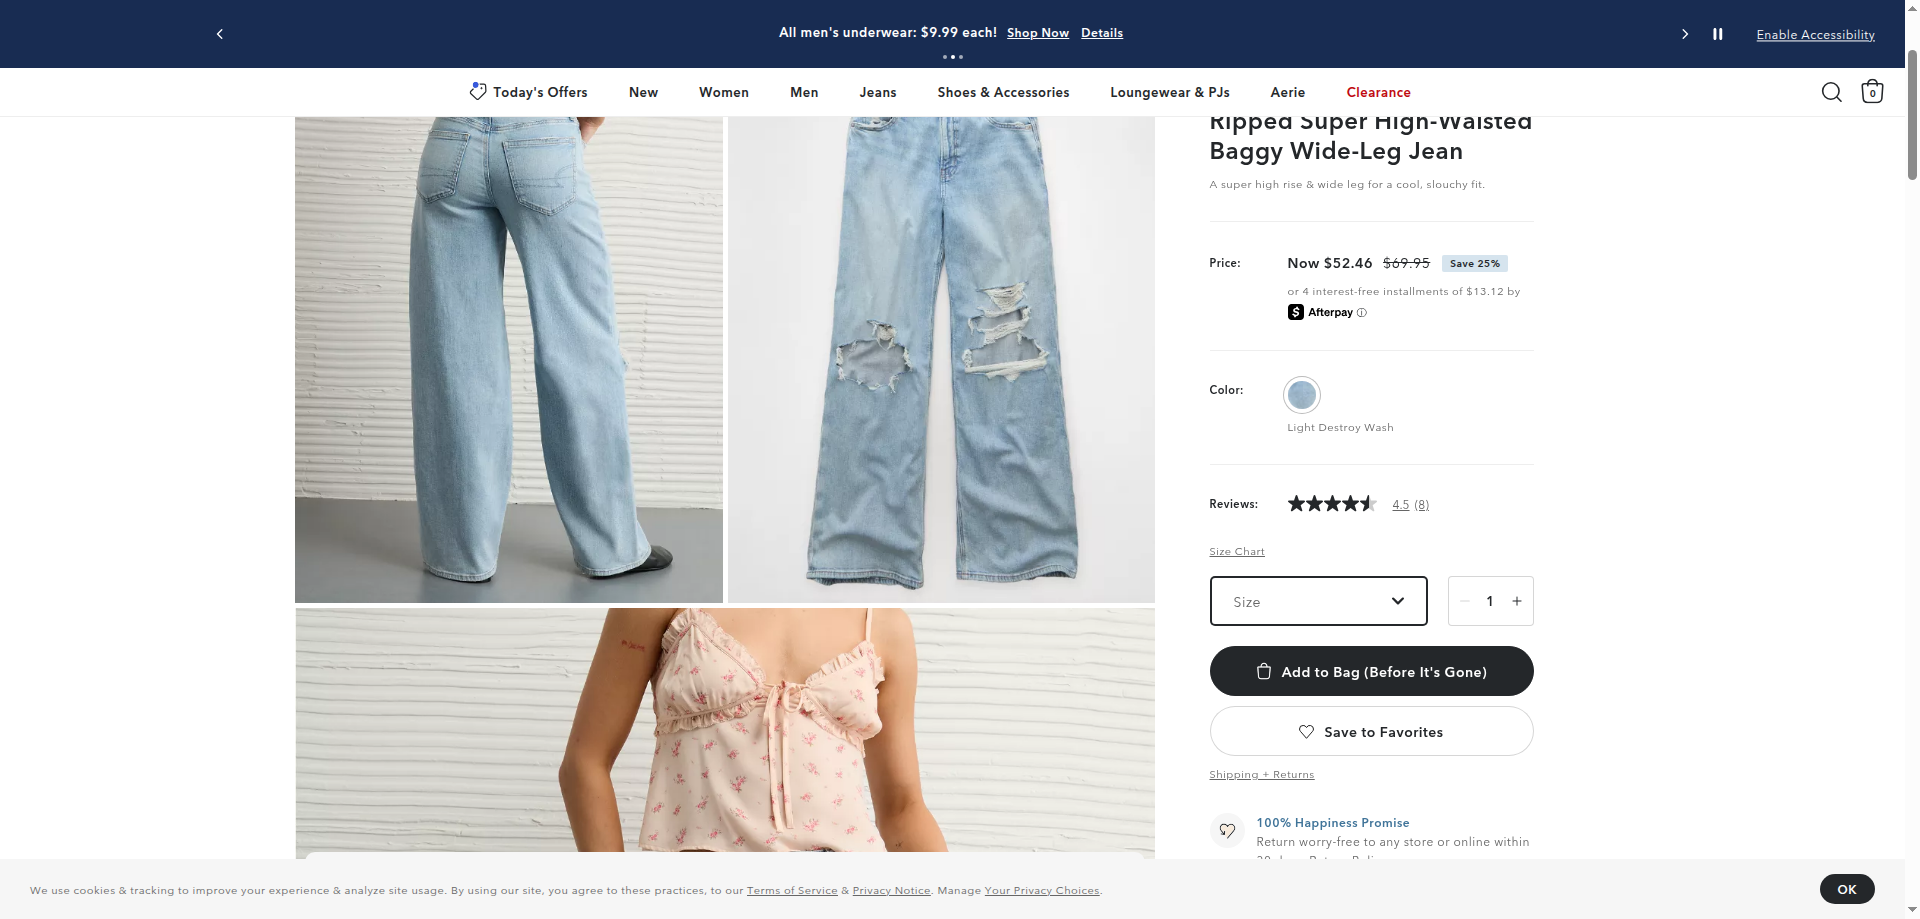 All men's underwear: $9.99 each! Shop Now Details
Enable Accessibility
Today's Offers New Women Men Jeans Shoes & Accessories Loungewear & PJs Aerie Clearance
0
Ripped Super High-Waisted
Baggy Wide-Leg Jean
A super high rise & wide leg for a cool, slouchy fit.
Price: Now $52.46 $69.95 Save 25%
or 4 interest-free installments of $13.12 by
Afterpay
Color:
Light Destroy Wash
Reviews: 4.5 (8)
Size Chart
Size
1
Add to Bag (Before It's Gone)
Save to Favorites
Shipping + Returns
100% Happiness Promise
Return worry-free to any store or online within
We use cookies & tracking to improve your experience & analyze site usage. By using our site, you agree to these practices, to our Terms of Service & Privacy Notice. Manage Your Privacy Choices.
OK